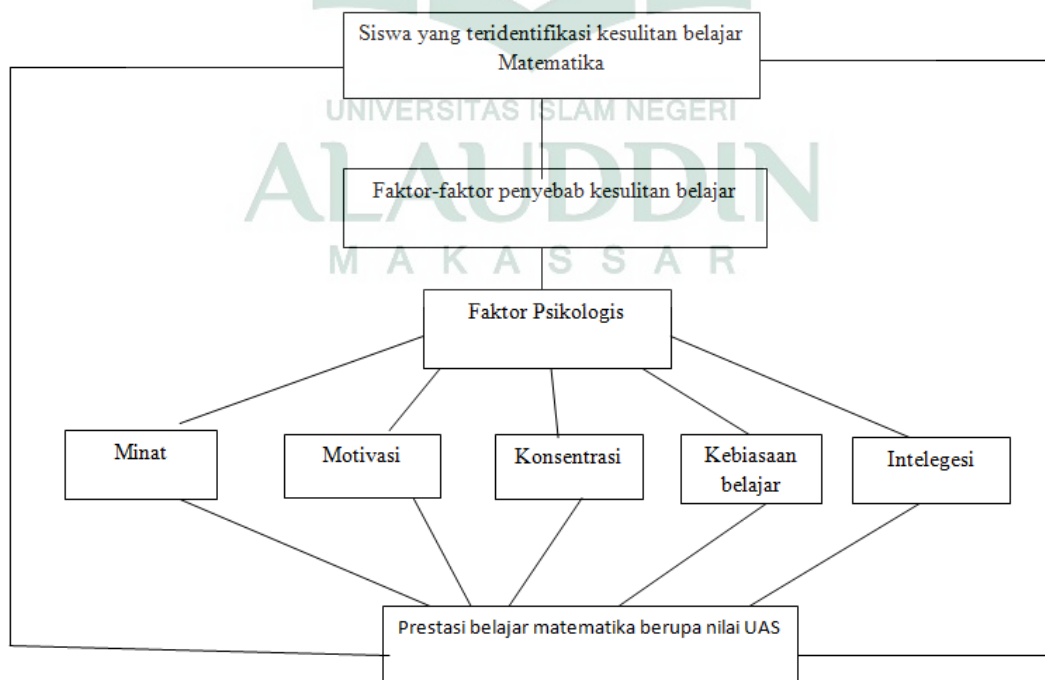 Siswa yang teridentifikasi kesulitan belajar
Matematika
UNIVERSITAS ISLAM NEGERI
ALAUDDIN
Faktor-faktor penyebab kesulitan belajar
MAKASSAR
Faktor Psikologis
Minat
Motivasi
Konsentrasi
Kebiasaan
belajar
Intelegesi
Prestasi belajar matematika berupa nilai UAS